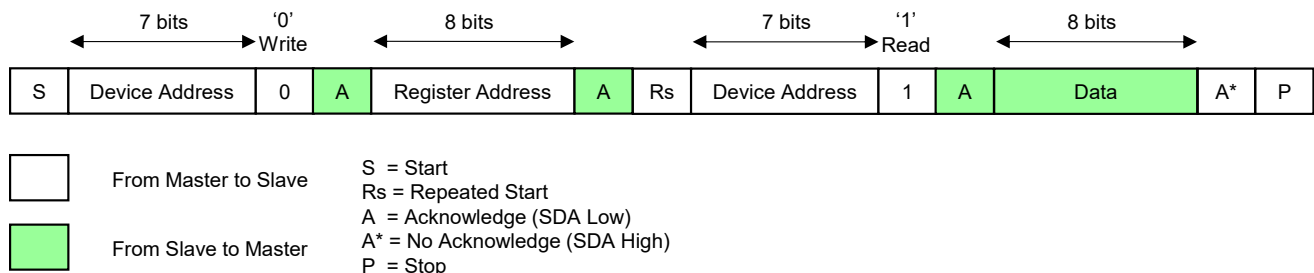 7 bits
‘0’
Write
8 bits
7 bits
‘1’
Read
8 bits
S Device Address 0 A Register Address A Rs Device Address 1 A Data A* P
From Master to Slave
From Slave to Master
S = Start
Rs = Repeated Start
A = Acknowledge (SDA Low)
A* = No Acknowledge (SDA High)
P = Stop